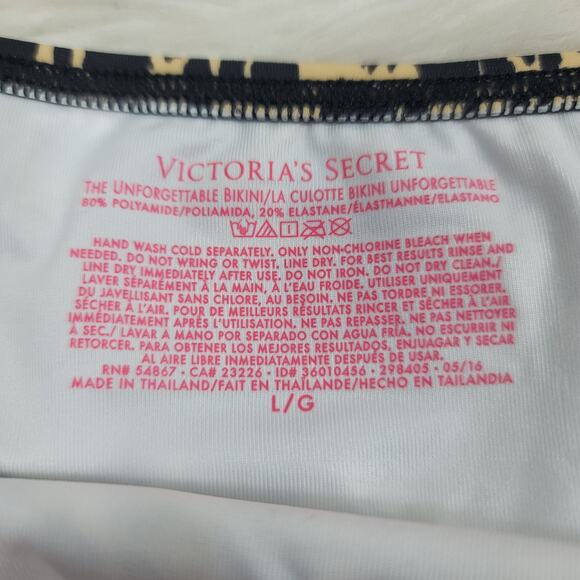 VICTORIA'S SECRET
THE UNFORGETTABLE BIKINI/LA CULOTTE BIKINI UNFORGETTABLE
80% POLYAMIDE/POLIAMIDA, 20% ELASTANE/ÉLASTHANNE/ELASTANO
HAND WASH COLD SEPARATELY. ONLY NON-CHLORINE BLEACH WHEN
NEEDED. DO NOT WRING OR TWIST. LINE DRY. FOR BEST RESULTS RINSE AND
LINE DRY IMMEDIATELY AFTER USE. DO NOT IRON. DO NOT DRY CLEAN./
LAVER SÉPARÉMENT À LA MAIN, À L'EAU FROIDE. UTILISER UNIQUEMENT
DU JAVELLISANT SANS CHLORE, AU BESOIN. NE PAS TORDRE NI ESSORER.
SÉCHER À L'AIR. POUR DE MEILLEURS RÉSULTATS RINCER ET SÉCHER À L'AIR
IMMÉDIATEMENT APRÈS L'UTILISATION. NE PAS REPASSER. NE PAS NETTOYER
À SEC./ LAVAR A MANO POR SEPARADO CON AGUA FRÍA. NO ESCURRIR NI
RETORCER. PARA OBTENER LOS MEJORES RESULTADOS, ENJUAGAR Y SECAR
AL AIRE LIBRE INMEDIATAMENTE DESPUÉS DE USAR.
RN# 54867 • CA# 23226 • ID# 36010456 • 298405 • 05/16
MADE IN THAILAND/FAIT EN THAÏLANDE/HECHO EN TAILANDIA
L/G